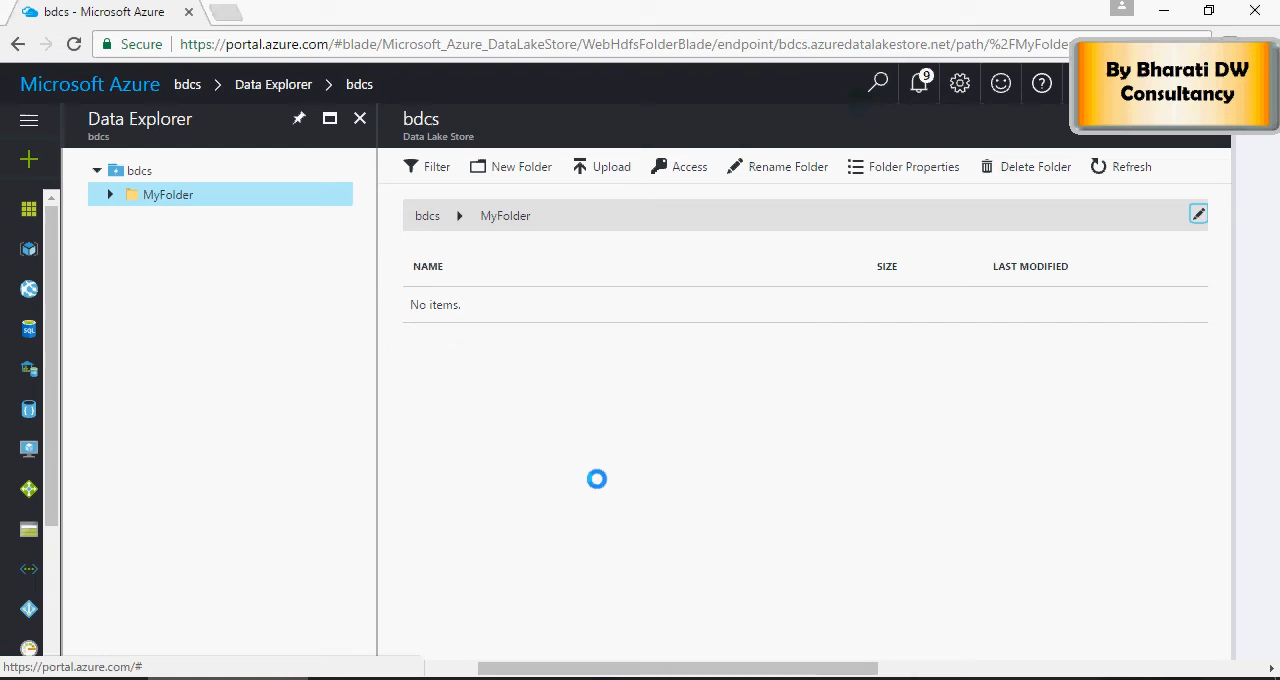 bdcs - Microsoft Azure
Secure https://portal.azure.com/#blade/Microsoft_Azure_DataLakeStore/WebHdfsFolderBlade/endpoint/bdcs.azuredatalakestore.net/path/%2FMyFolde
By Bharati DW
Consultancy
Microsoft Azure bdcs > Data Explorer > bdcs
9
Data Explorer
bdcs
bdcs
Data Lake Store
Filter New Folder Upload Access Rename Folder Folder Properties Delete Folder Refresh
bdcs
MyFolder
bdcs MyFolder
NAME SIZE LAST MODIFIED
No items.
SQL
https://portal.azure.com/#